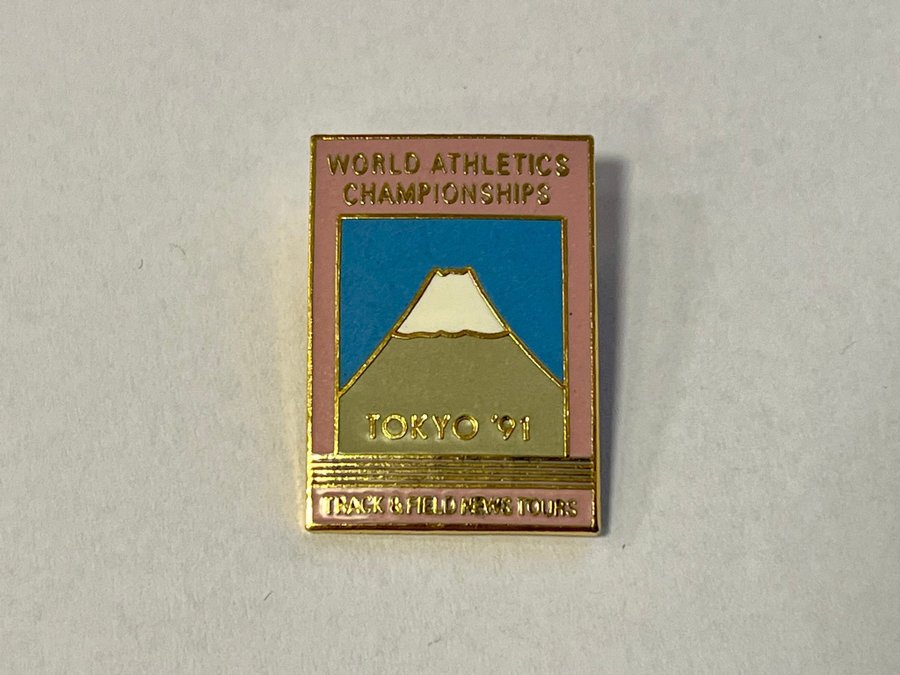 WORLD ATHLETICS
CHAMPIONSHIPS
TOKYO '91
TRACK & FIELD NEWS TOURS